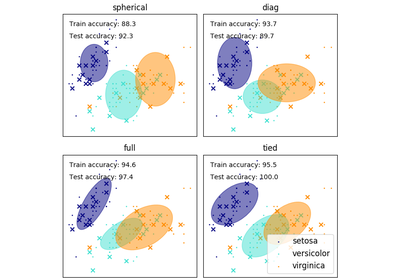 spherical
Train accuracy: 88.3
Test accuracy: 92.3
diag
Train accuracy: 93.7
Test accuracy: 89.7
full
Train accuracy: 94.6
Test accuracy: 97.4
tied
Train accuracy: 95.5
Test accuracy: 100.0
setosa
versicolor
virginica